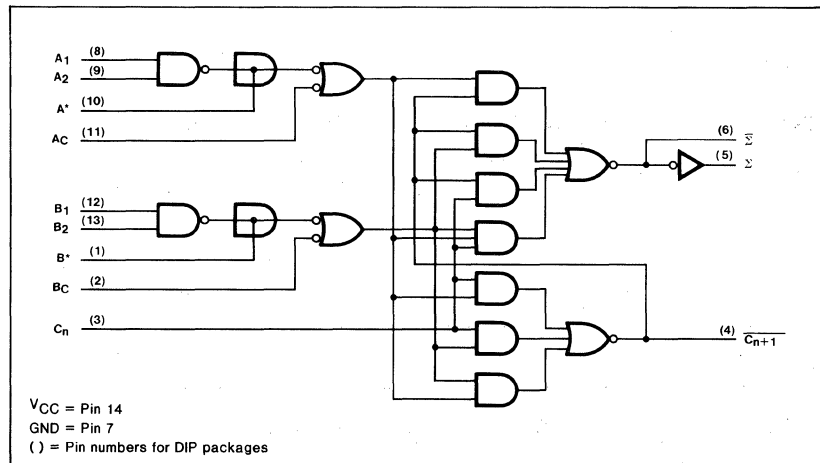 A1 (8)
A2 (9)
A* (10)
AC (11)
B1 (12)
B2 (13)
B* (1)
BC (2)
Cn (3)
(6) Σ̅
(5) Σ
(4) C̅n̅+̅1̅
VCC = Pin 14
GND = Pin 7
( ) = Pin numbers for DIP packages